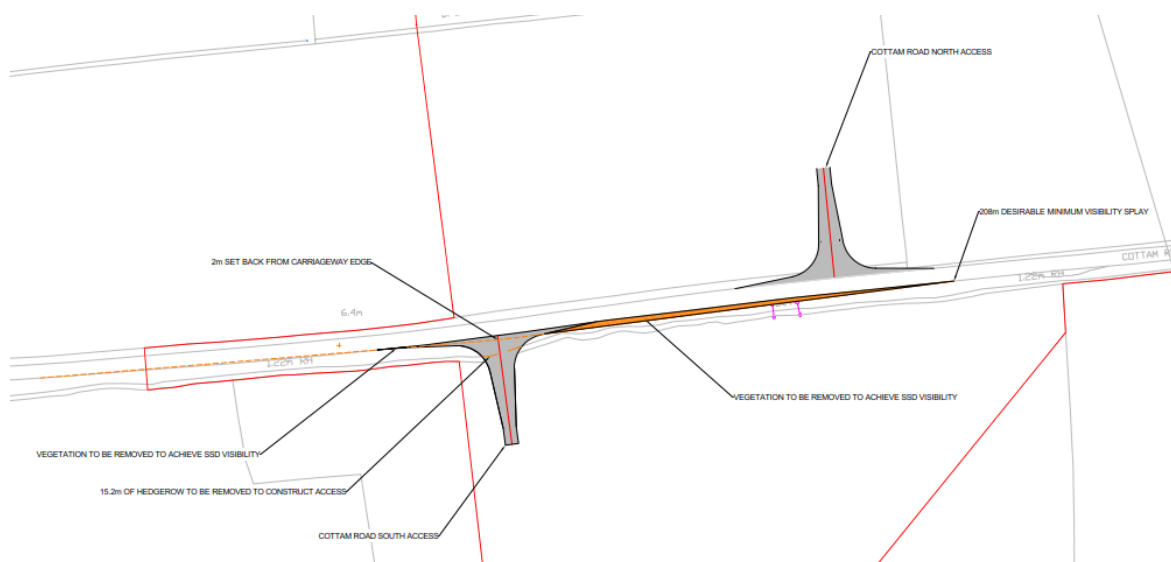 COTTAM ROAD NORTH ACCESS
208m DESIRABLE MINIMUM VISIBILITY SPLAY
2m SET BACK FROM CARRIAGEWAY EDGE
COTTAM R
1.22m RH
6.4m
1.22m RH
VEGETATION TO BE REMOVED TO ACHIEVE SSD VISIBILITY
VEGETATION TO BE REMOVED TO ACHIEVE SSD VISIBILITY
15.2m OF HEDGEROW TO BE REMOVED TO CONSTRUCT ACCESS
COTTAM ROAD SOUTH ACCESS